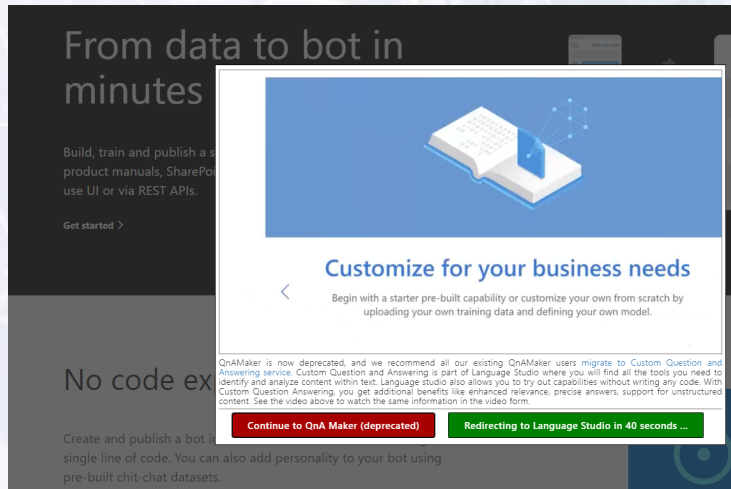 From data to bot in
minutes
Build, train and publish a s
product manuals, SharePoi
use UI or via REST APIs.
Get started >
Customize for your business needs
Begin with a starter pre-built capability or customize your own from scratch by
uploading your own training data and defining your own model.
QnAMaker is now deprecated, and we recommend all our existing QnAMaker users migrate to Custom Question and
Answering service. Custom Question and Answering is part of Language Studio where you will find all the tools you need to
identify and analyze content within text. Language studio also allows you to try out capabilities without writing any code. With
Custom Question Answering, you get additional benefits like enhanced relevance, precise answers, support for unstructured
content. See the video above to watch the same information in the video form.
Continue to QnA Maker (deprecated)
Redirecting to Language Studio in 40 seconds ...
No code ex
Create and publish a bot i
single line of code. You can also add personality to your bot using
pre-built chit-chat datasets.